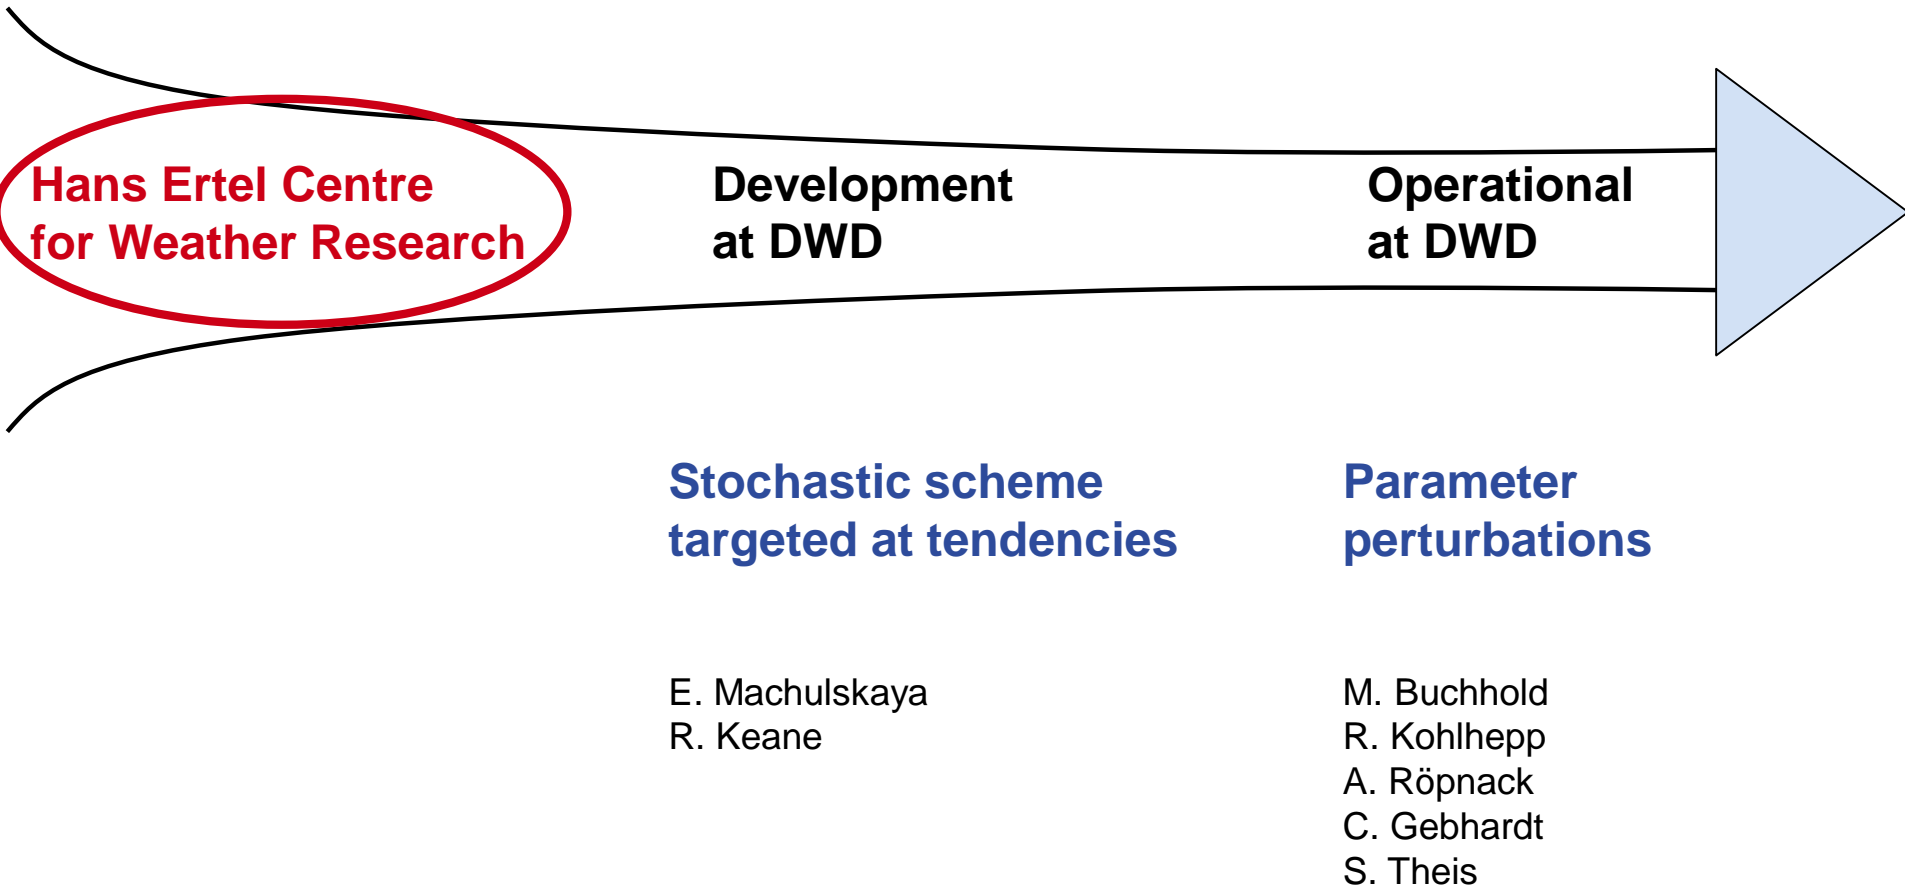 Hans Ertel Centre
for Weather Research
Development
at DWD
Operational
at DWD
Stochastic scheme
targeted at tendencies
Parameter
perturbations
E. Machulskaya
R. Keane
M. Buchhold
R. Kohlhepp
A. Röpnack
C. Gebhardt
S. Theis